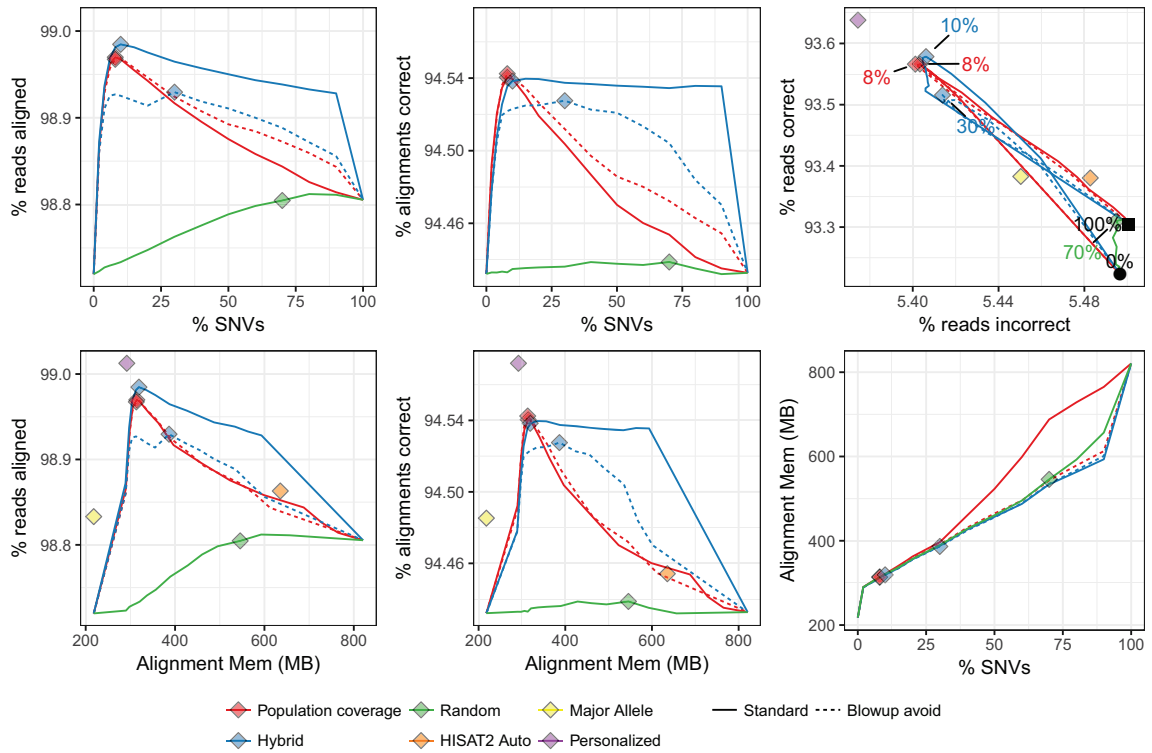 % reads aligned
99.0
98.9
98.8
0 25 50 75 100
% SNVs
% alignments correct
94.54
94.50
94.46
0 25 50 75 100
% SNVs
% reads correct
93.6
93.5
93.4
93.3
10%
8%
8%
30%
100%
70%
0%
5.40 5.44 5.48
% reads incorrect
% reads aligned
99.0
98.9
98.8
200 400 600 800
Alignment Mem (MB)
% alignments correct
94.54
94.50
94.46
200 400 600 800
Alignment Mem (MB)
Alignment Mem (MB)
800
600
400
200
0 25 50 75 100
% SNVs
Population coverage Random Major Allele Standard Blowup avoid
Hybrid HISAT2 Auto Personalized